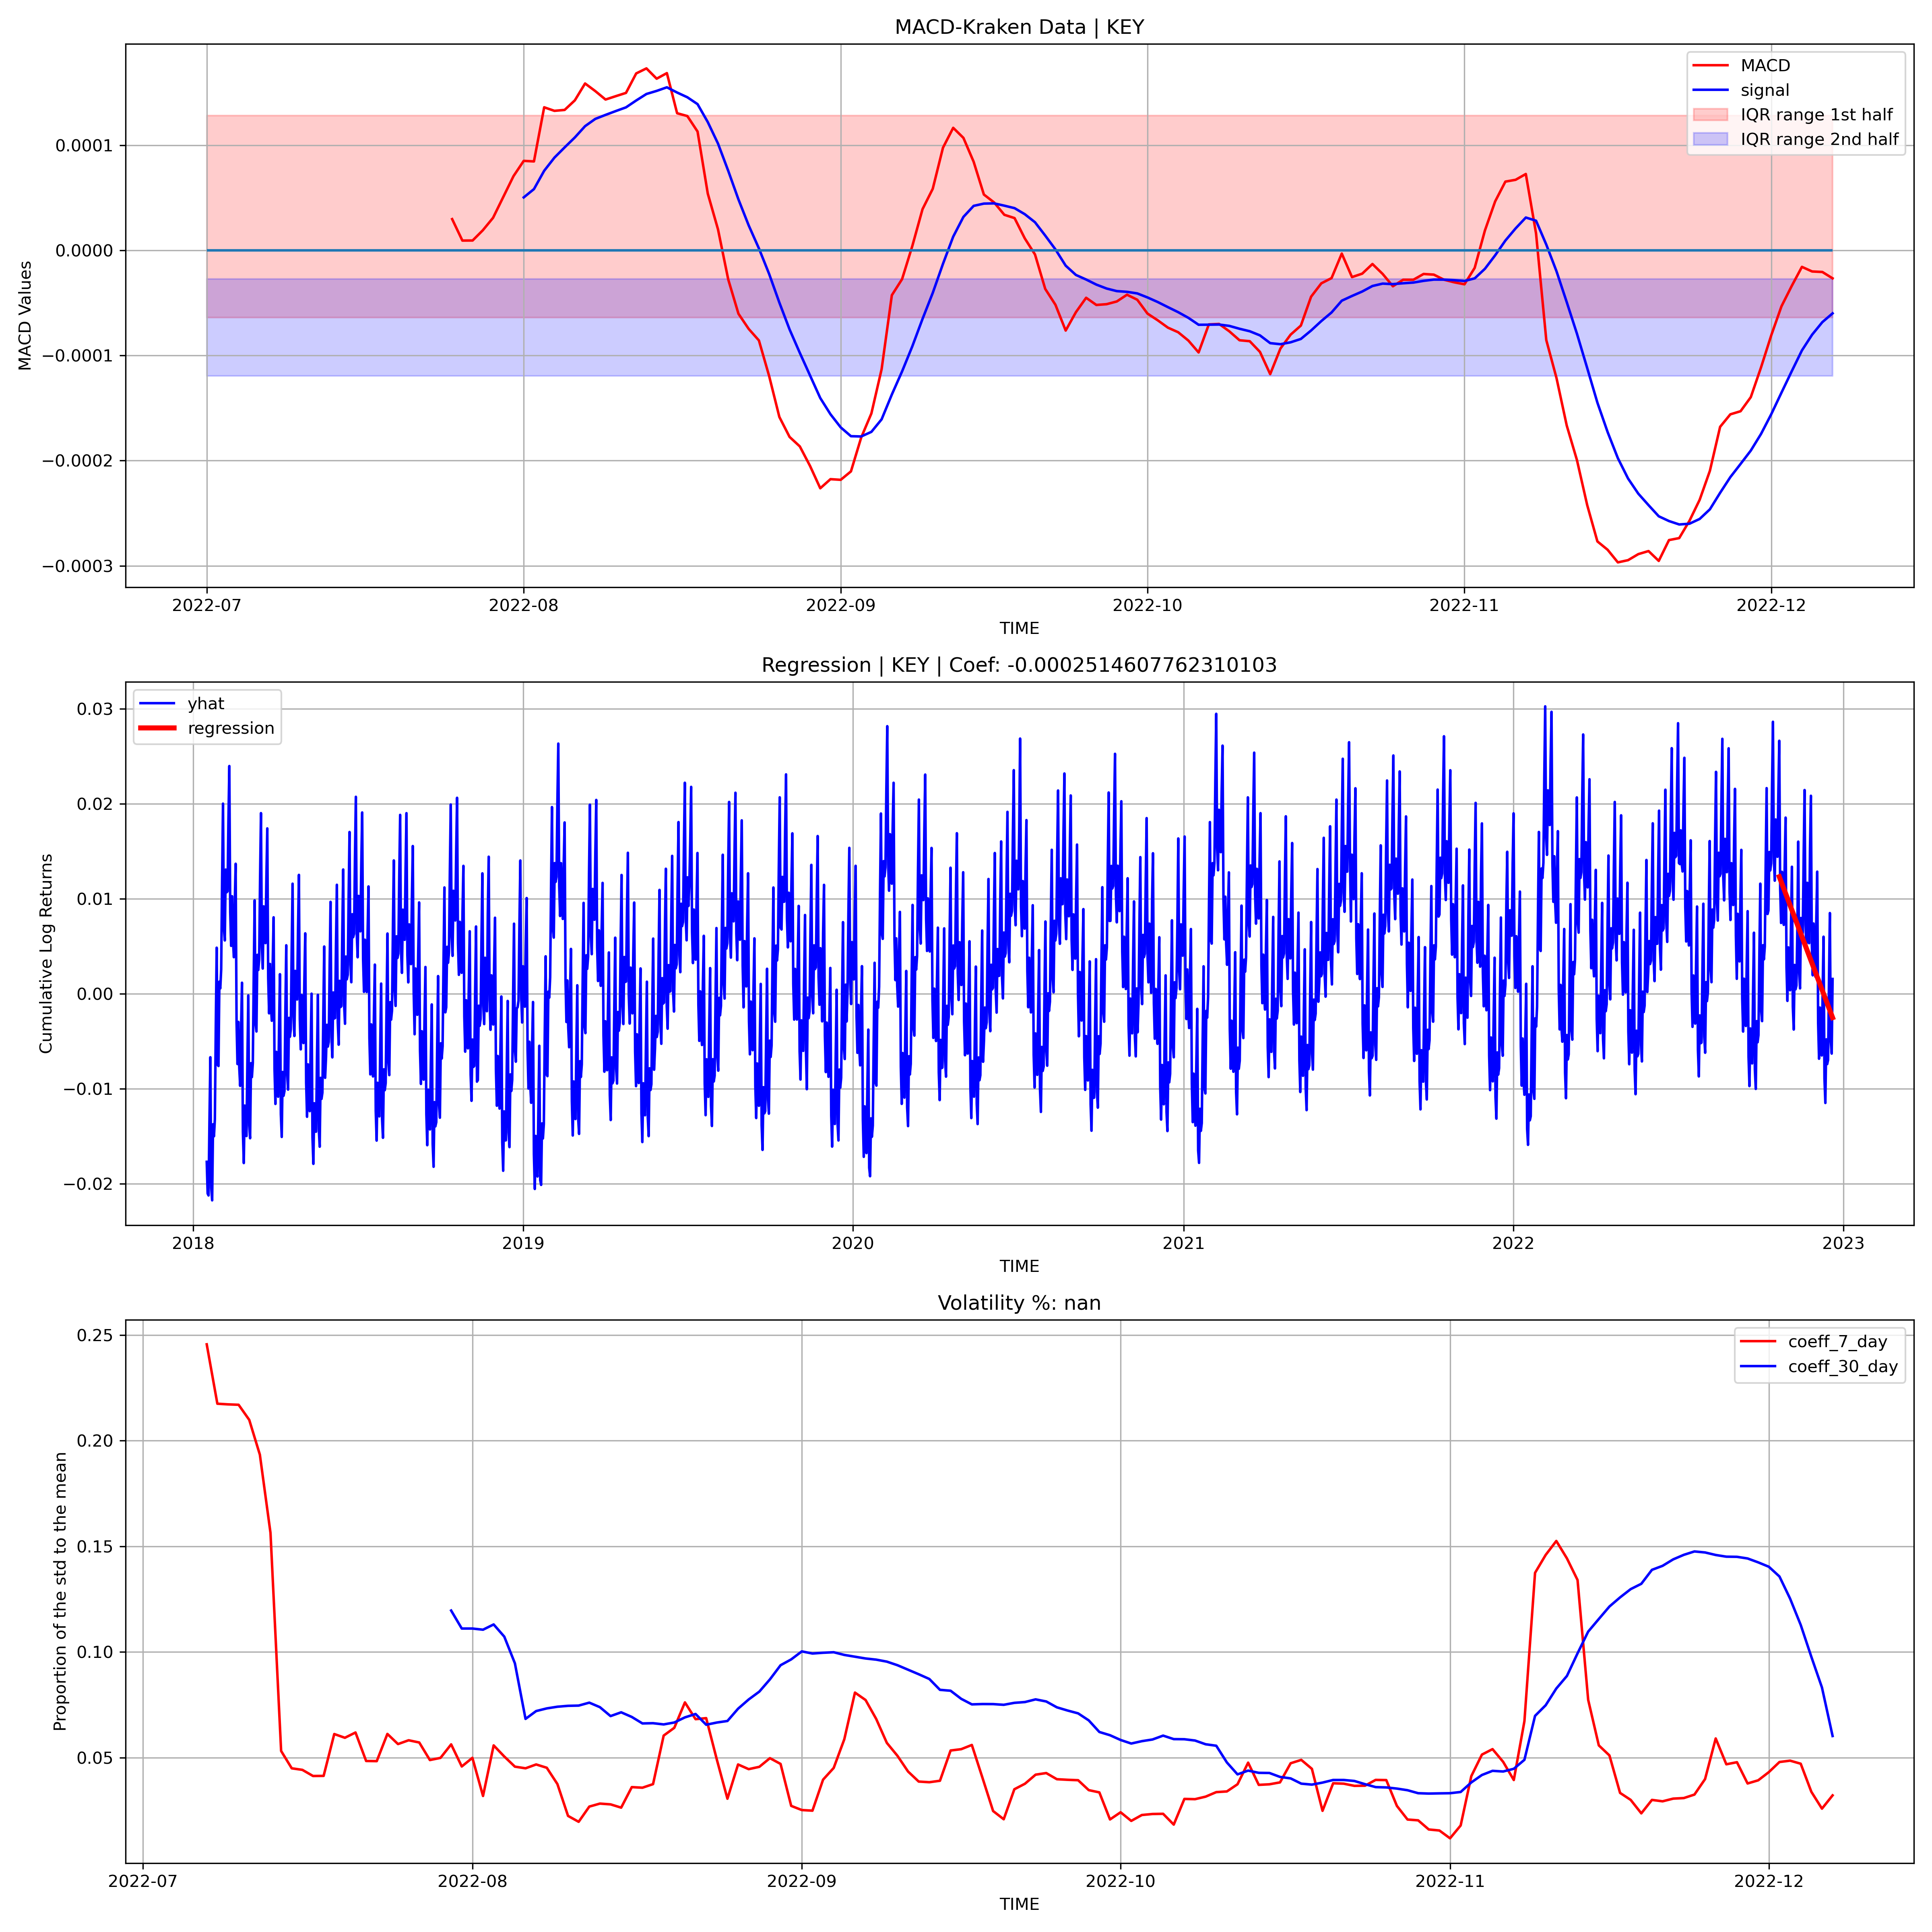 MACD-Kraken Data | KEY
MACD
signal
IQR range 1st half
IQR range 2nd half
MACD Values
0.0001
0.0000
−0.0001
−0.0002
−0.0003
2022-07
2022-08
2022-09
2022-10
2022-11
2022-12
TIME
Regression | KEY | Coef: -0.0002514607762310103
yhat
regression
Cumulative Log Returns
0.03
0.02
0.01
0.00
−0.01
−0.02
2018
2019
2020
2021
2022
2023
TIME
Volatility %: nan
coeff_7_day
coeff_30_day
Proportion of the std to the mean
0.25
0.20
0.15
0.10
0.05
2022-07
2022-08
2022-09
2022-10
2022-11
2022-12
TIME